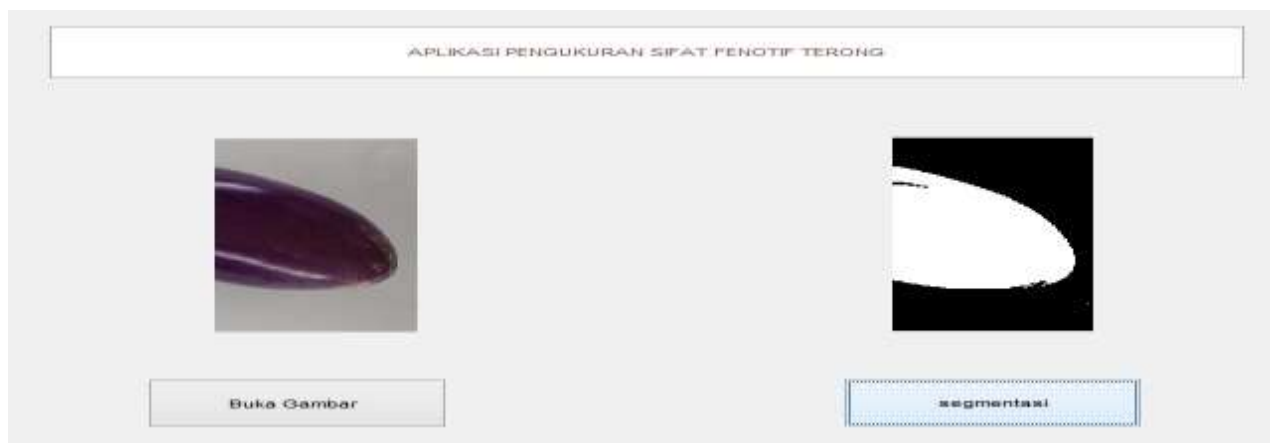 APLIKASI PENGUKURAN SIFAT FENOTIF TERONG
Buka Gambar
segmentasi